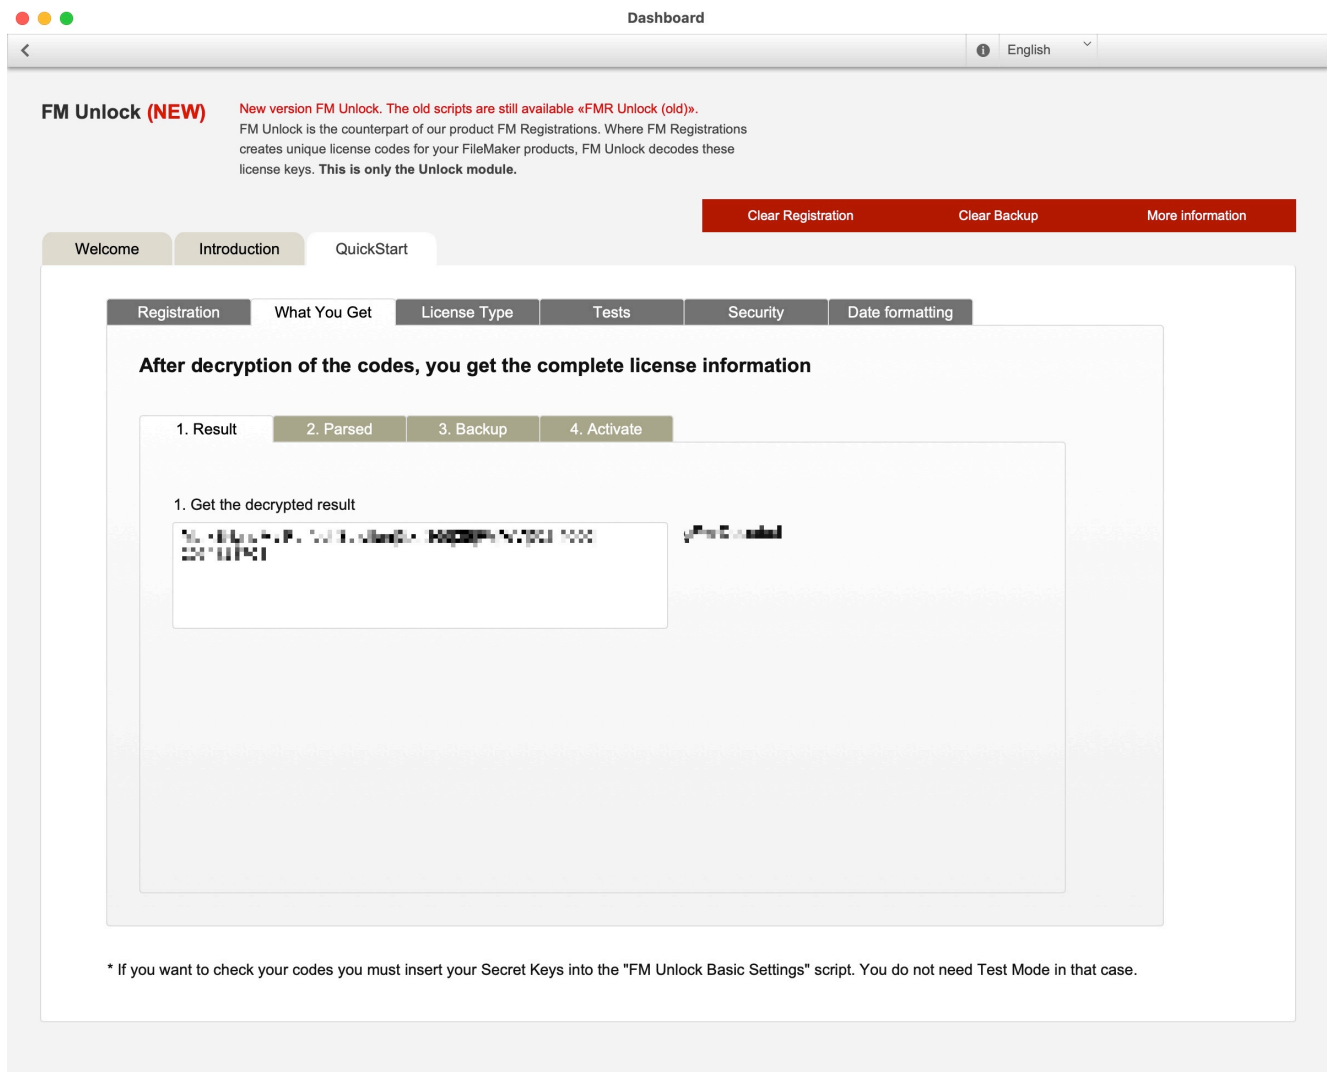 Dashboard
English
FM Unlock (NEW)
New version FM Unlock. The old scripts are still available «FMR Unlock (old)».
FM Unlock is the counterpart of our product FM Registrations. Where FM Registrations
creates unique license codes for your FileMaker products, FM Unlock decodes these
license keys. This is only the Unlock module.
Clear Registration
Clear Backup
More information
Welcome
Introduction
QuickStart
Registration
What You Get
License Type
Tests
Security
Date formatting
After decryption of the codes, you get the complete license information
1. Result
2. Parsed
3. Backup
4. Activate
1. Get the decrypted result
* If you want to check your codes you must insert your Secret Keys into the "FM Unlock Basic Settings" script. You do not need Test Mode in that case.